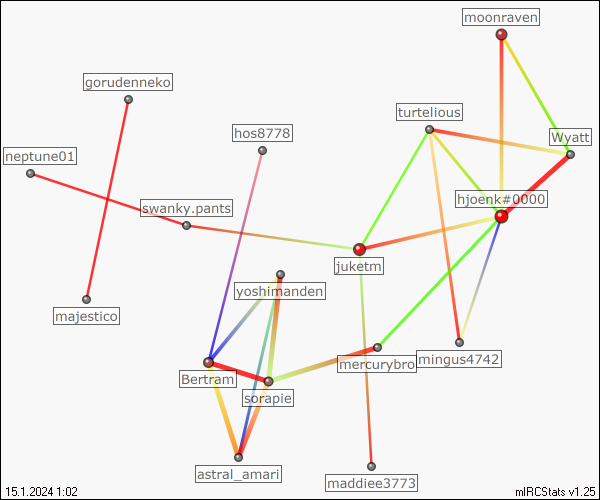 moonraven
gorudenneko
turtelious
hos8778
Wyatt
neptune01
hjoenk#0000
swanky.pants
juketm
yoshimanden
majestico
mercurybro
mingus4742
Bertram
sorapie
astral_amari
maddiee3773
15.1.2024 1:02
mIRCStats v1.25